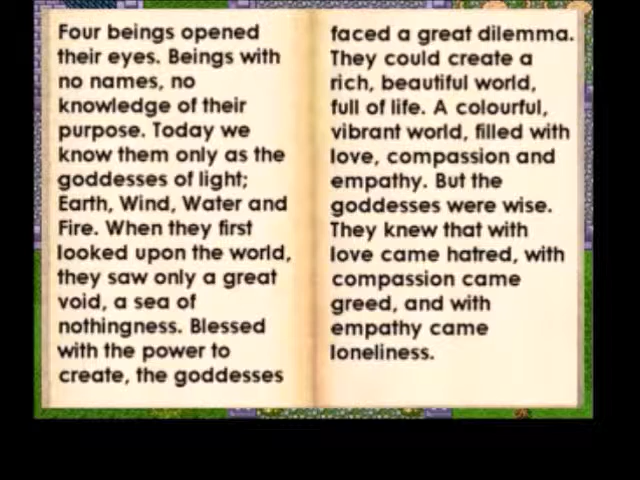 Four beings opened
their eyes. Beings with
no names, no
knowledge of their
purpose. Today we
know them only as the
goddesses of light;
Earth, Wind, Water and
Fire. When they first
looked upon the world,
they saw only a great
void, a sea of
nothingness. Blessed
with the power to
create, the goddesses
faced a great dilemma.
They could create a
rich, beautiful world,
full of life. A colourful,
vibrant world, filled with
love, compassion and
empathy. But the
goddesses were wise.
They knew that with
love came hatred, with
compassion came
greed, and with
empathy came
loneliness.